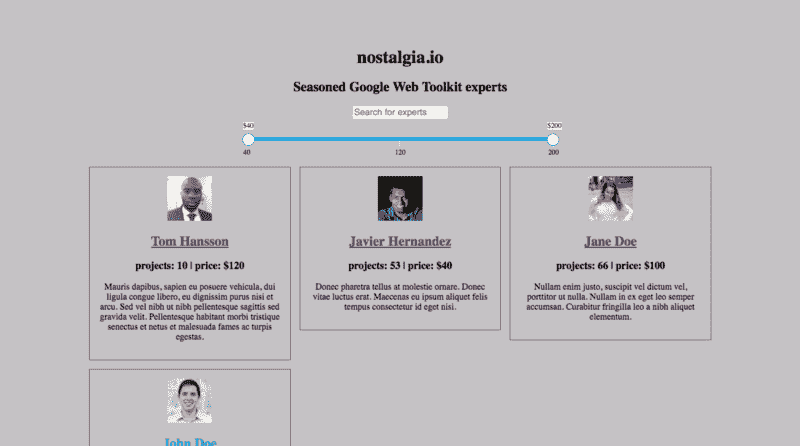 nostalgia.io
Seasoned Google Web Toolkit experts
Search for experts
$40 $200
40 120 200
Tom Hansson
projects: 10 | price: $120
Mauris dapibus, sapien eu posuere vehicula, dui
ligula congue libero, eu dignissim purus nisi et
arcu. Sed vel nibh ut nibh pellentesque sagittis sed
gravida velit. Pellentesque habitant morbi tristique
senectus et netus et malesuada fames ac turpis
egestas.
Javier Hernandez
projects: 53 | price: $40
Donec pharetra tellus at molestie ornare. Donec
vitae luctus erat. Maecenas eu ipsum aliquet felis
tempus consectetur id eget nisi.
Jane Doe
projects: 66 | price: $100
Nullam enim justo, suscipit vel dictum vel,
porttitor ut nulla. Nullam in ex eget leo semper
accumsan. Curabitur fringilla leo a nibh aliquet
elementum.
John Doe